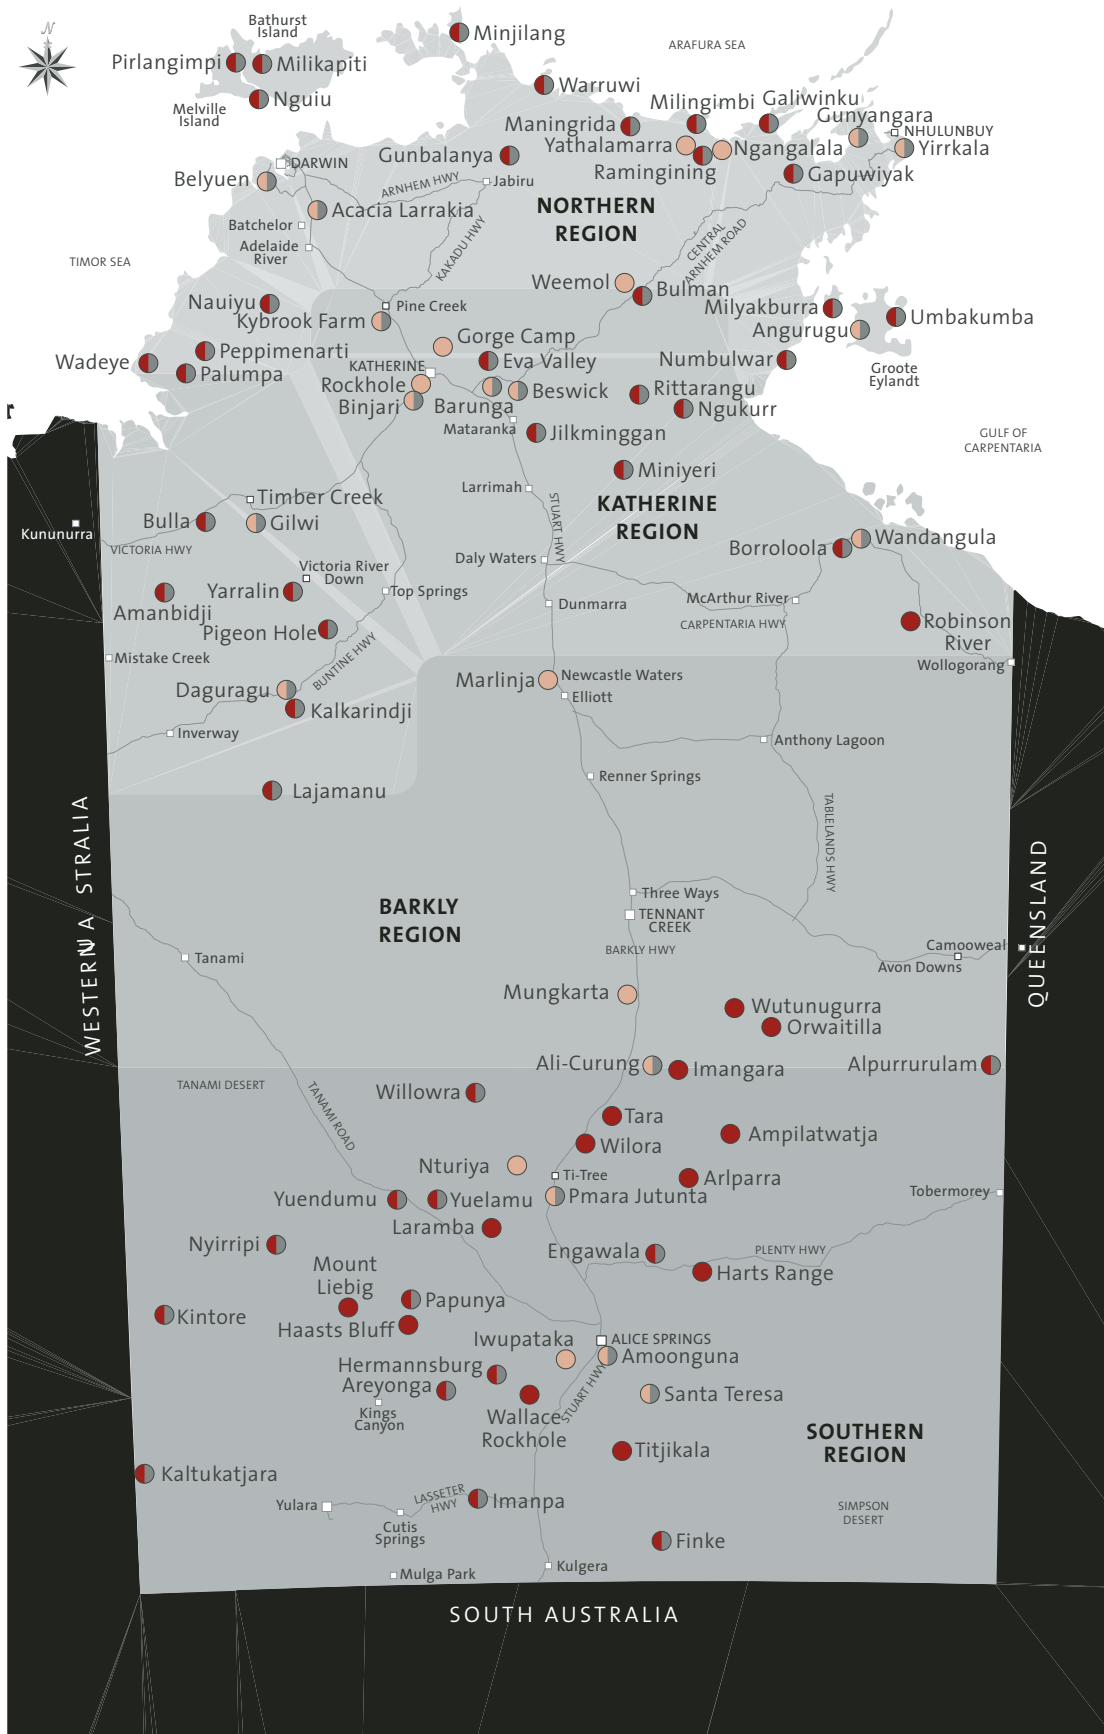 N
Bathurst
Island
Minjilang
ARAFURA SEA
Pirlangimpi
Milikapiti
Nguiu
Melville
Island
Warruwi
Milingimbi
Galiwinku
Gunyangara
Maningrida
NHULUNBUY
Yathalamarra
Ngangalala
Yirrkala
Gunbalanya
Ramingining
Gapuwiyak
DARWIN
Belyuen
ARNHEM HWY
Jabiru
Acacia Larrakia
NORTHERN
REGION
Batchelor
Adelaide
River
KAKADU HWY
CENTRAL
ARNHEM ROAD
TIMOR SEA
Weemol
Bulman
Nauiyu
Pine Creek
Milyakburra
Umbakumba
Kybrook Farm
Angurugu
Gorge Camp
Peppimenarti
Wadeye
Palumpa
KATHERINE
Eva Valley
Numbulwar
Groote
Eylandt
Rockhole
Binjari
Barunga
Beswick
Rittarangu
Ngukurr
Mataranka
Jilkminggan
GULF OF
CARPENTARIA
Miniyeri
Larrimah
STUART HWY
KATHERINE
REGION
Timber Creek
Bulla
Gilwi
Kununurra
VICTORIA HWY
Borroloola
Wandangula
Daly Waters
Victoria River
Down
Yarralin
Top Springs
Amanbidji
Dunmarra
McArthur River
CARPENTARIA HWY
Robinson
River
Pigeon Hole
BUNTINE HWY
Mistake Creek
Wollogorang
Daguragu
Marlinja
Newcastle Waters
Elliott
Kalkarindji
Inverway
Anthony Lagoon
Renner Springs
Lajamanu
TABLELANDS HWY
WESTERN A STRALIA
QUEENSLAND
Three Ways
TENNANT
CREEK
BARKLY
REGION
BARKLY HWY
Camooweal
Avon Downs
Tanami
Mungkarta
Wutunugurra
Orwaitilla
Ali-Curung
Imangara
Alpurrurulam
TANAMI DESERT
Willowra
TANAMI ROAD
Tara
Wilora
Ampilatwatja
Nturiya
Ti-Tree
Arlparra
Yuendumu
Yuelamu
Pmara Jutunta
Tobermorey
Laramba
Nyirripi
Engawala
PLENTY HWY
Harts Range
Mount
Liebig
Papunya
Kintore
Haasts Bluff
Iwupataka
ALICE SPRINGS
Amoonguna
Hermannsburg
Areyonga
STUART HWY
Santa Teresa
Kings
Canyon
Wallace
Rockhole
Titjikala
SOUTHERN
REGION
Kaltukatjara
Yulara
LASSETER
HWY
Imanpa
SIMPSON
DESERT
Cutis
Springs
Finke
Mulga Park
Kulgera
SOUTH AUSTRALIA